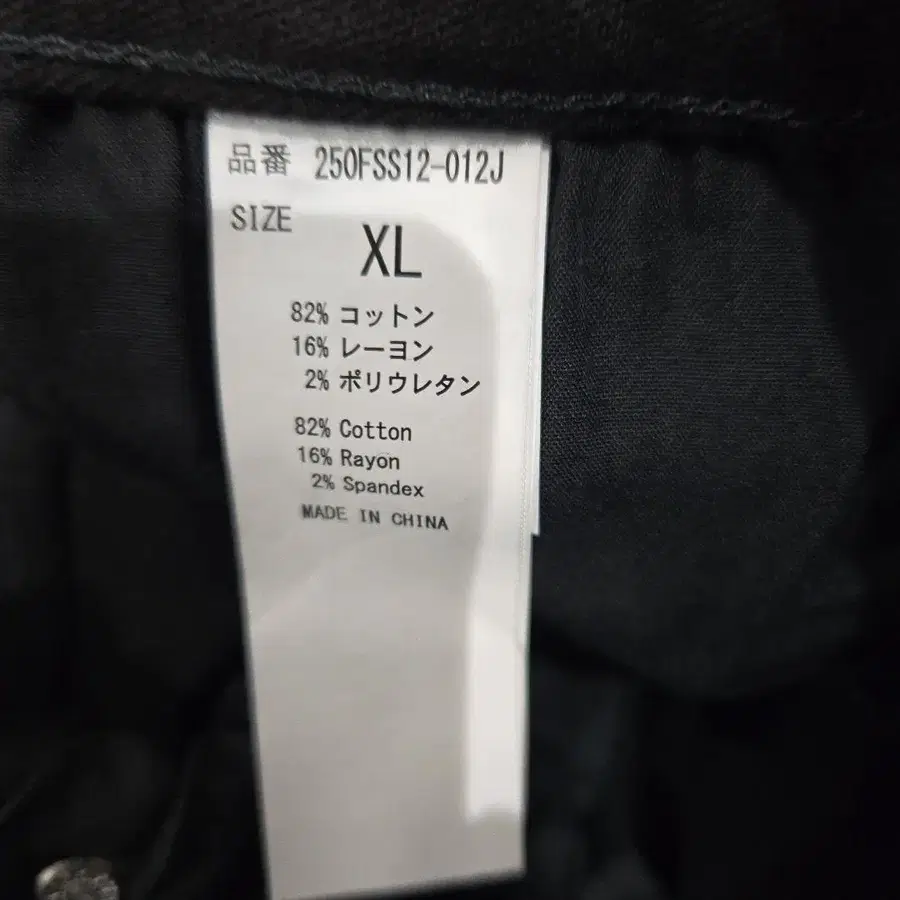 品番 250FSS12-012J
SIZE
XL
82% コットン
16% レーヨン
2% ポリウレタン
82% Cotton
16% Rayon
2% Spandex
MADE IN CHINA